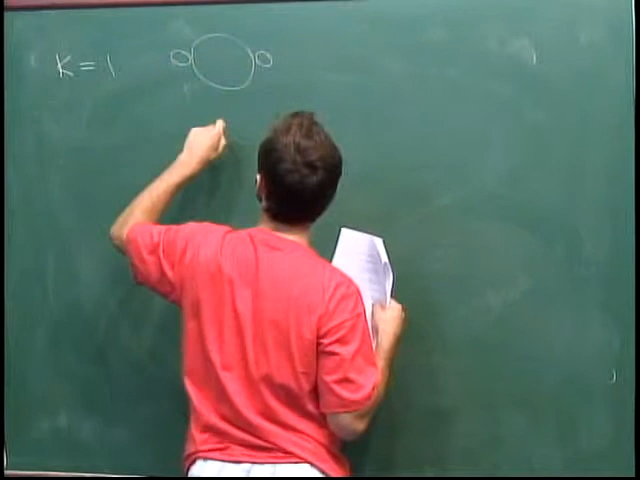 K = 1